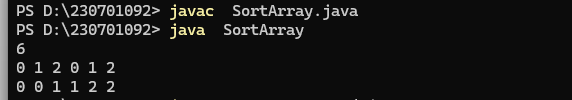 PS D:\230701092> javac  SortArray.java
PS D:\230701092> java  SortArray
6
0 1 2 0 1 2
0 0 1 1 2 2